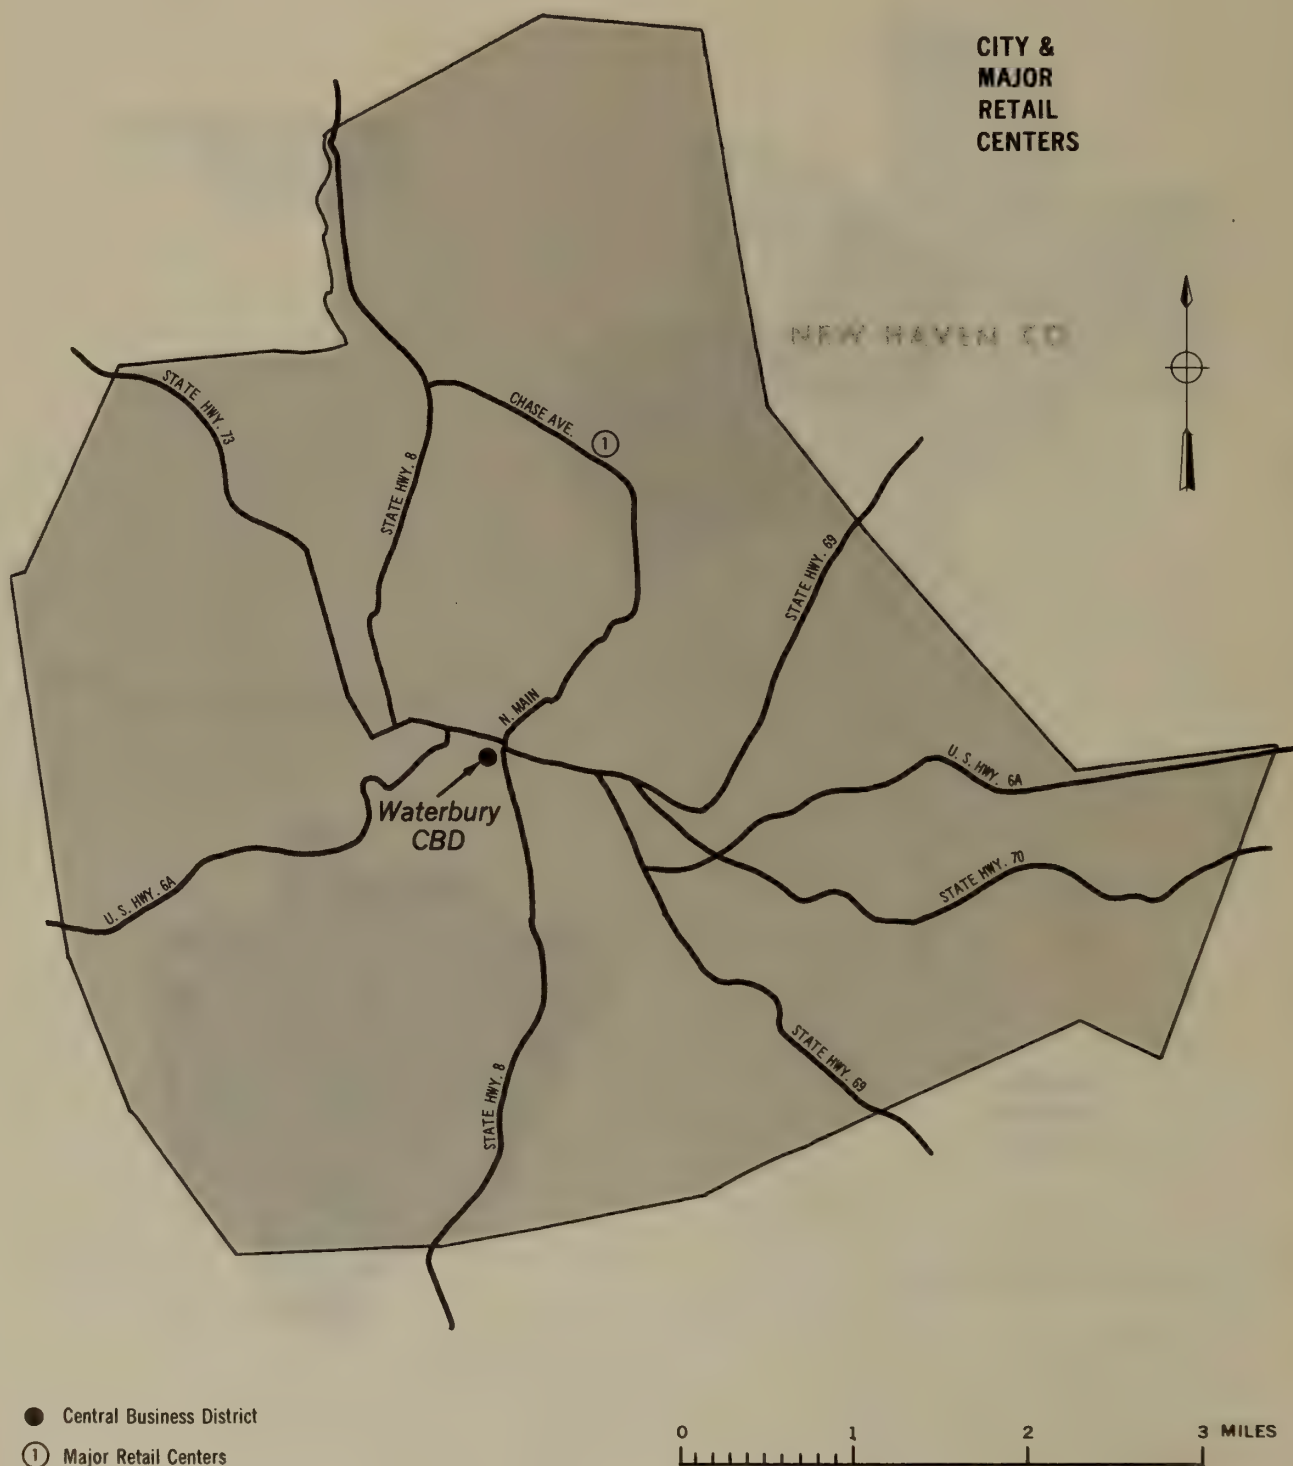 CITY &
MAJOR
RETAIL
CENTERS
NEW HAVEN CO
STATE HWY. 73
CHASE AVE.
1
STATE HWY. 8
STATE HWY. 69
N. MAIN
U. S. HWY. 6A
Waterbury
CBD
STATE HWY. 70
U. S. HWY. 6A
STATE HWY. 69
STATE HWY. 8
Central Business District
1 Major Retail Centers
0 1 2 3 MILES